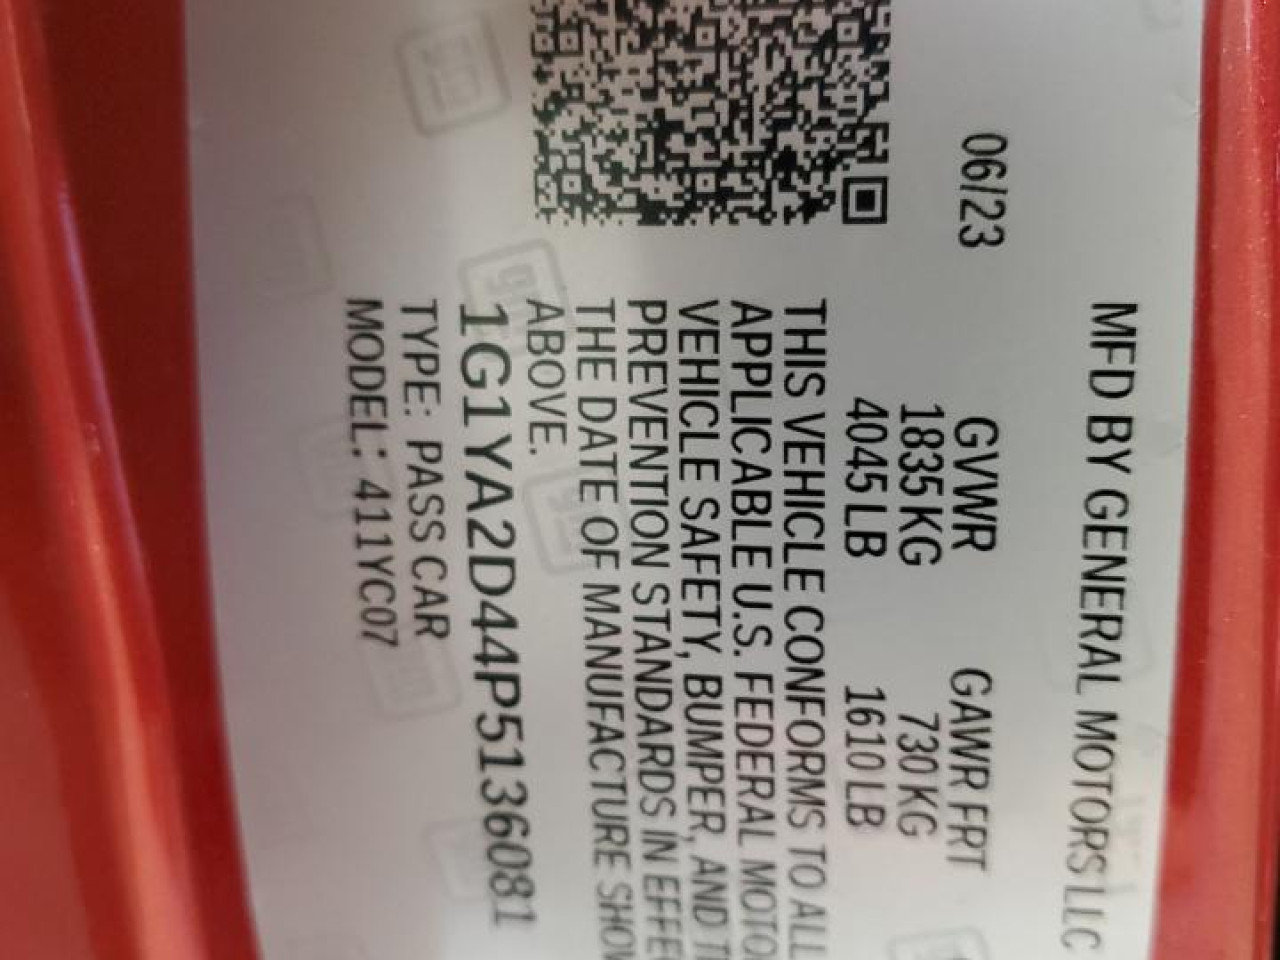 MFD BY GENERAL MOTORS LLC
06/23 GVWR GAWR FRT
1835 KG 730 KG
4045 LB 1610 LB
THIS VEHICLE CONFORMS TO ALL
APPLICABLE U.S. FEDERAL MOTO
VEHICLE SAFETY, BUMPER, AND T
PREVENTION STANDARDS IN EFFE
THE DATE OF MANUFACTURE SHOW
ABOVE.
1G1YA2D44P5136081
TYPE: PASS CAR
MODEL: 411YC07